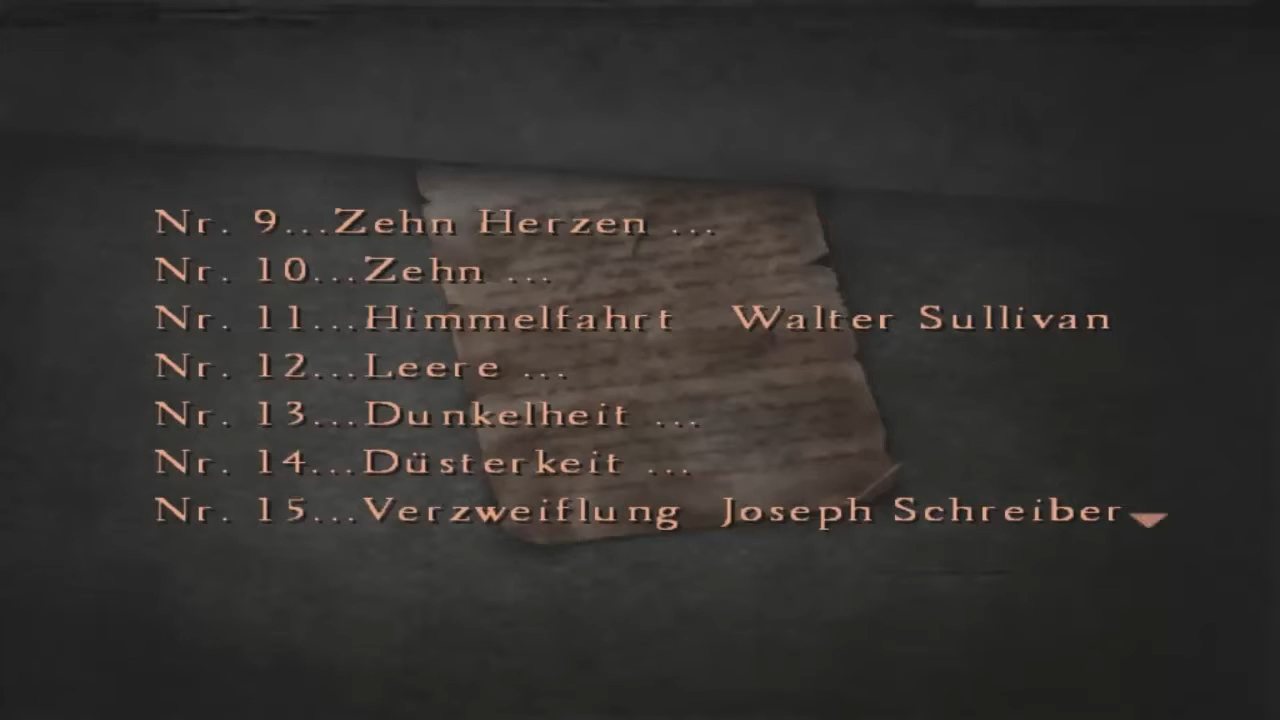 Nr. 9...Zehn Herzen ...
Nr. 10...Zehn ...
Nr. 11...Himmelfahrt Walter Sullivan
Nr. 12...Leere ...
Nr. 13...Dunkelheit ...
Nr. 14...Düsterkeit ...
Nr. 15...Verzweiflung Joseph Schreiber